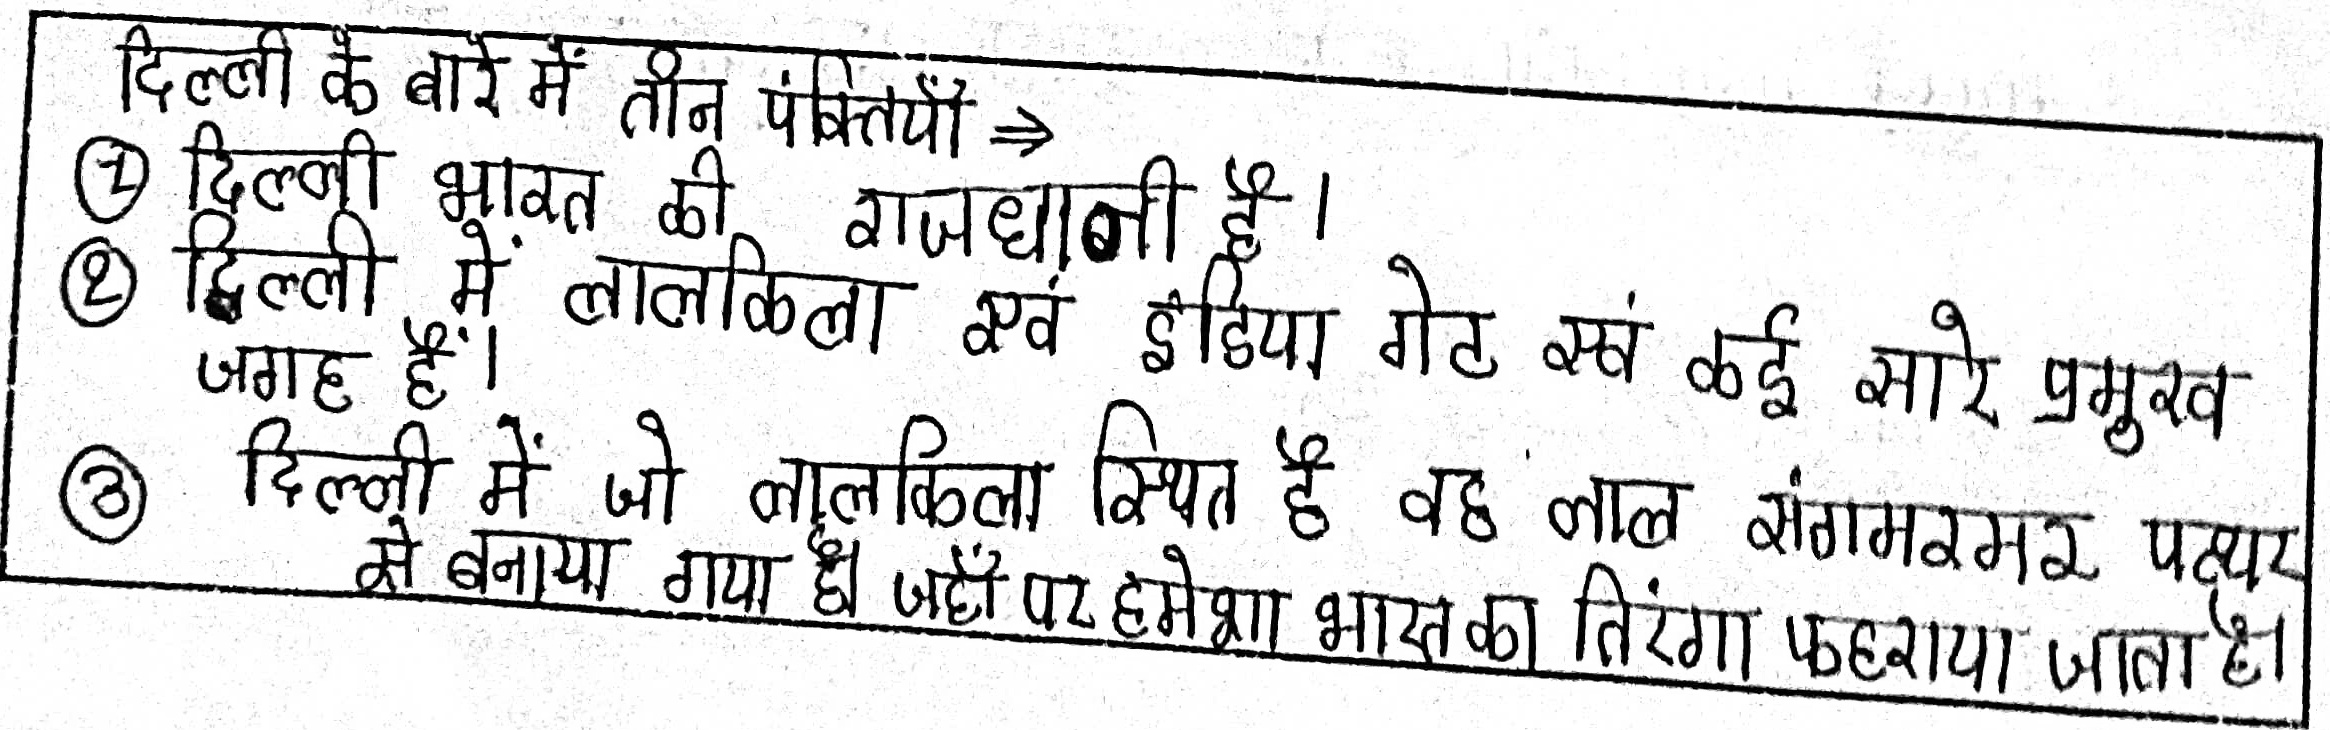 दिल्ली के बारे में तीन पंक्तियाँ ⇒
① दिल्ली भारत की राजधानी है।
② दिल्ली में लालकिला एवं इंडिया गेट एवं कई सारे प्रमुख
जगह हैं।
③ दिल्ली में जो लालकिला स्थित है वह लाल संगमरमर पत्थर
से बनाया गया है। जहाँ पर हमेशा भारत का तिरंगा फहराया जाता है।